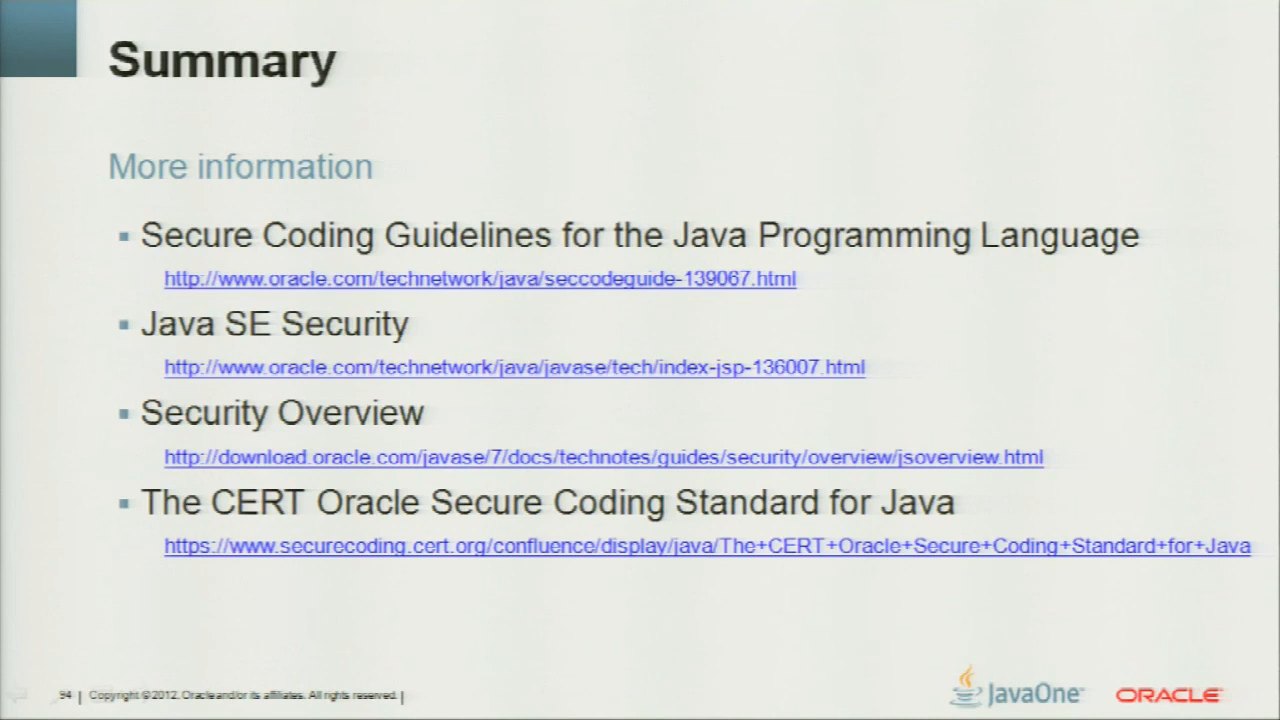 Summary
More information
Secure Coding Guidelines for the Java Programming Language
http://www.oracle.com/technetwork/java/seccodeguide-139067.html
Java SE Security
http://www.oracle.com/technetwork/java/javase/tech/index-jsp-136007.html
Security Overview
http://download.oracle.com/javase/7/docs/technotes/guides/security/overview/jsoverview.html
The CERT Oracle Secure Coding Standard for Java
https://www.securecoding.cert.org/confluence/display/java/The+CERT+Oracle+Secure+Coding+Standard+for+Java
94 | Copyright © 2012, Oracle and/or its affiliates. All rights reserved. |
JavaOne
ORACLE